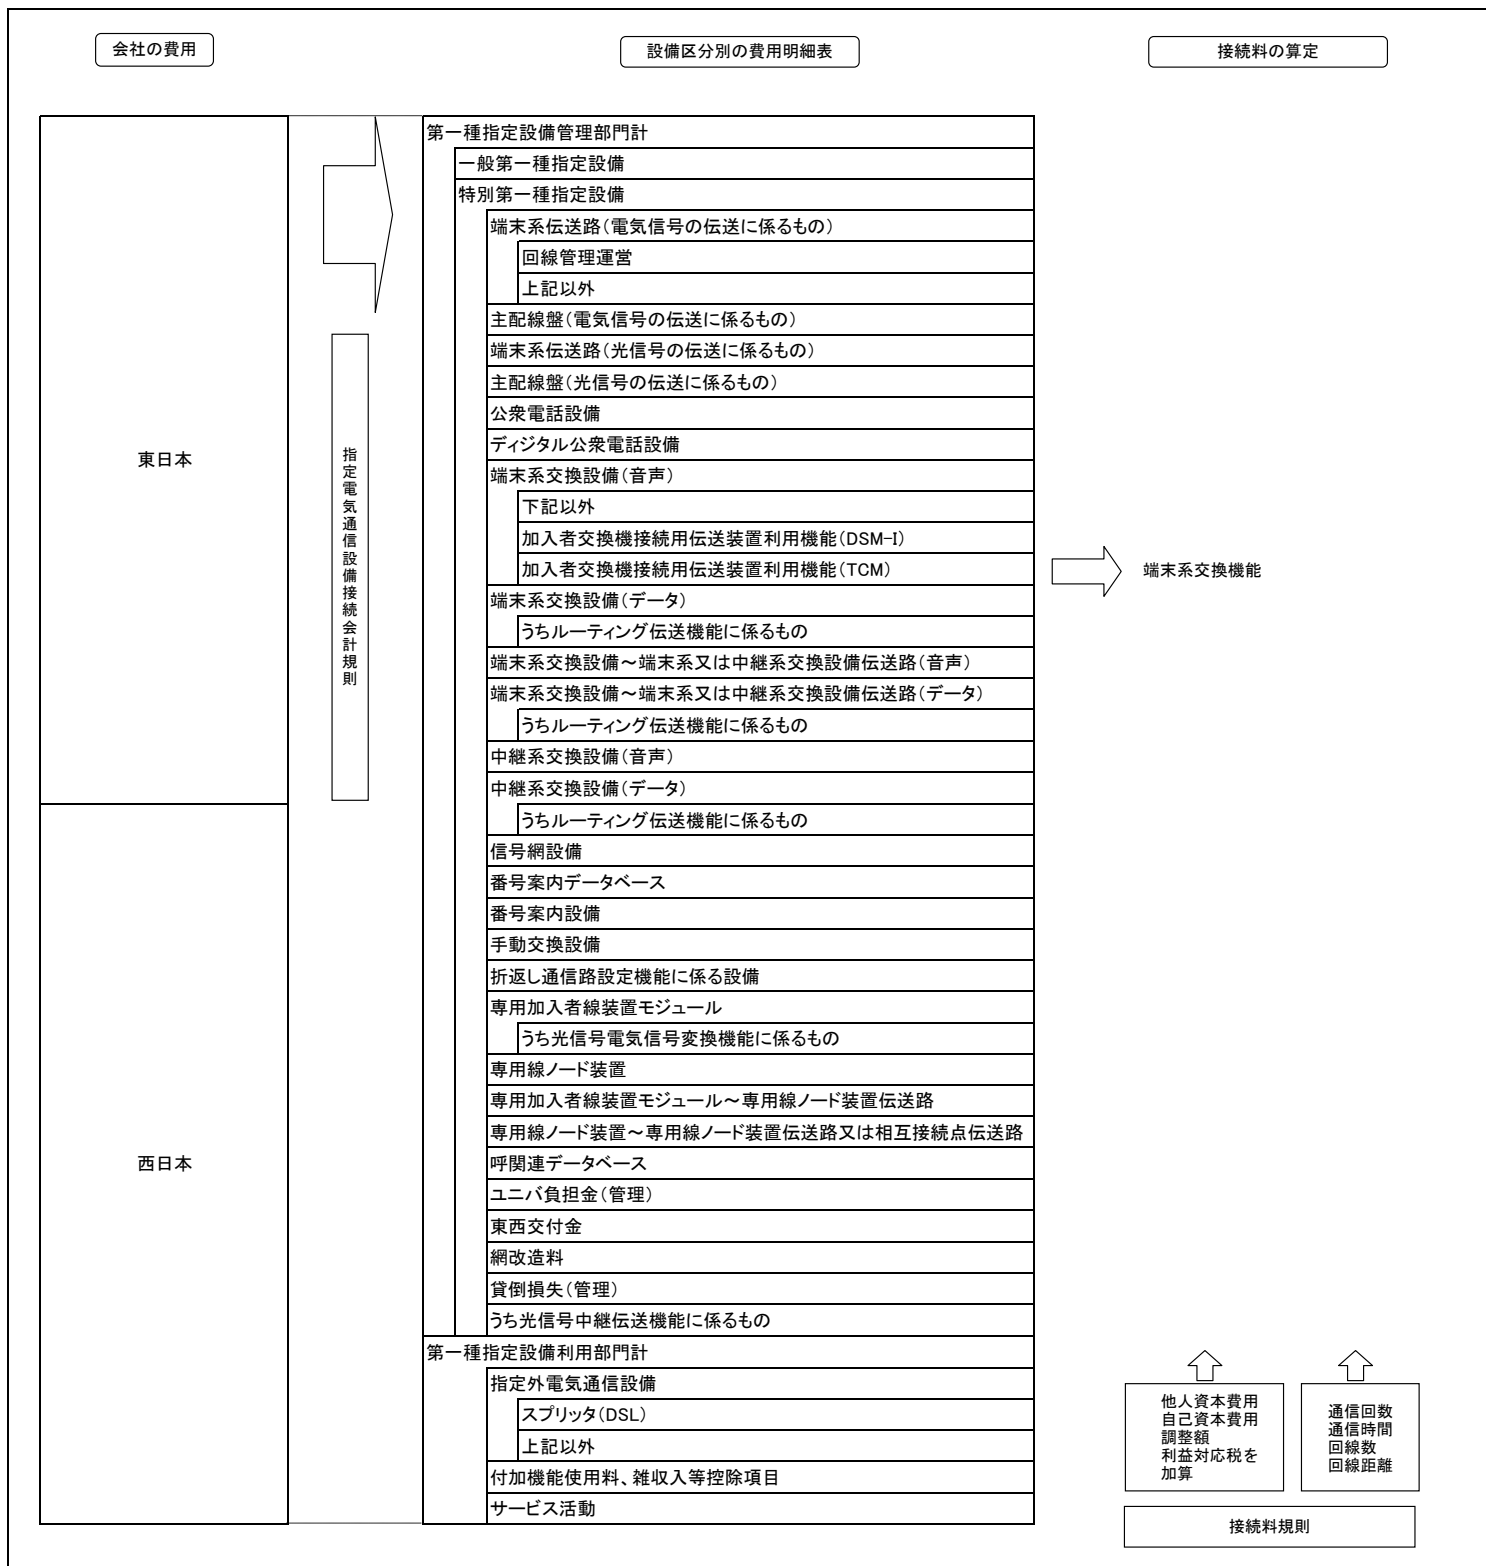 会社の費用
設備区分別の費用明細表
接続料の算定
東日本
西日本
指定電気通信設備接続会計規則
第一種指定設備管理部門計
一般第一種指定設備
特別第一種指定設備
端末系伝送路(電気信号の伝送に係るもの)
回線管理運営
上記以外
主配線盤(電気信号の伝送に係るもの)
端末系伝送路(光信号の伝送に係るもの)
主配線盤(光信号の伝送に係るもの)
公衆電話設備
ディジタル公衆電話設備
端末系交換設備(音声)
下記以外
加入者交換機接続用伝送装置利用機能(DSM-I)
加入者交換機接続用伝送装置利用機能(TCM)
端末系交換設備(データ)
うちルーティング伝送機能に係るもの
端末系交換設備～端末系又は中継系交換設備伝送路(音声)
端末系交換設備～端末系又は中継系交換設備伝送路(データ)
うちルーティング伝送機能に係るもの
中継系交換設備(音声)
中継系交換設備(データ)
うちルーティング伝送機能に係るもの
信号網設備
番号案内データベース
番号案内設備
手動交換設備
折返し通信路設定機能に係る設備
専用加入者線装置モジュール
うち光信号電気信号変換機能に係るもの
専用線ノード装置
専用加入者線装置モジュール～専用線ノード装置伝送路
専用線ノード装置～専用線ノード装置伝送路又は相互接続点伝送路
呼関連データベース
ユニバ負担金(管理)
東西交付金
網改造料
貸倒損失(管理)
うち光信号中継伝送機能に係るもの
第一種指定設備利用部門計
指定外電気通信設備
スプリッタ(DSL)
上記以外
付加機能使用料、雑収入等控除項目
サービス活動
端末系交換機能
他人資本費用
自己資本費用
調整額
利益対応税を
加算
通信回数
通信時間
回線数
回線距離
接続料規則